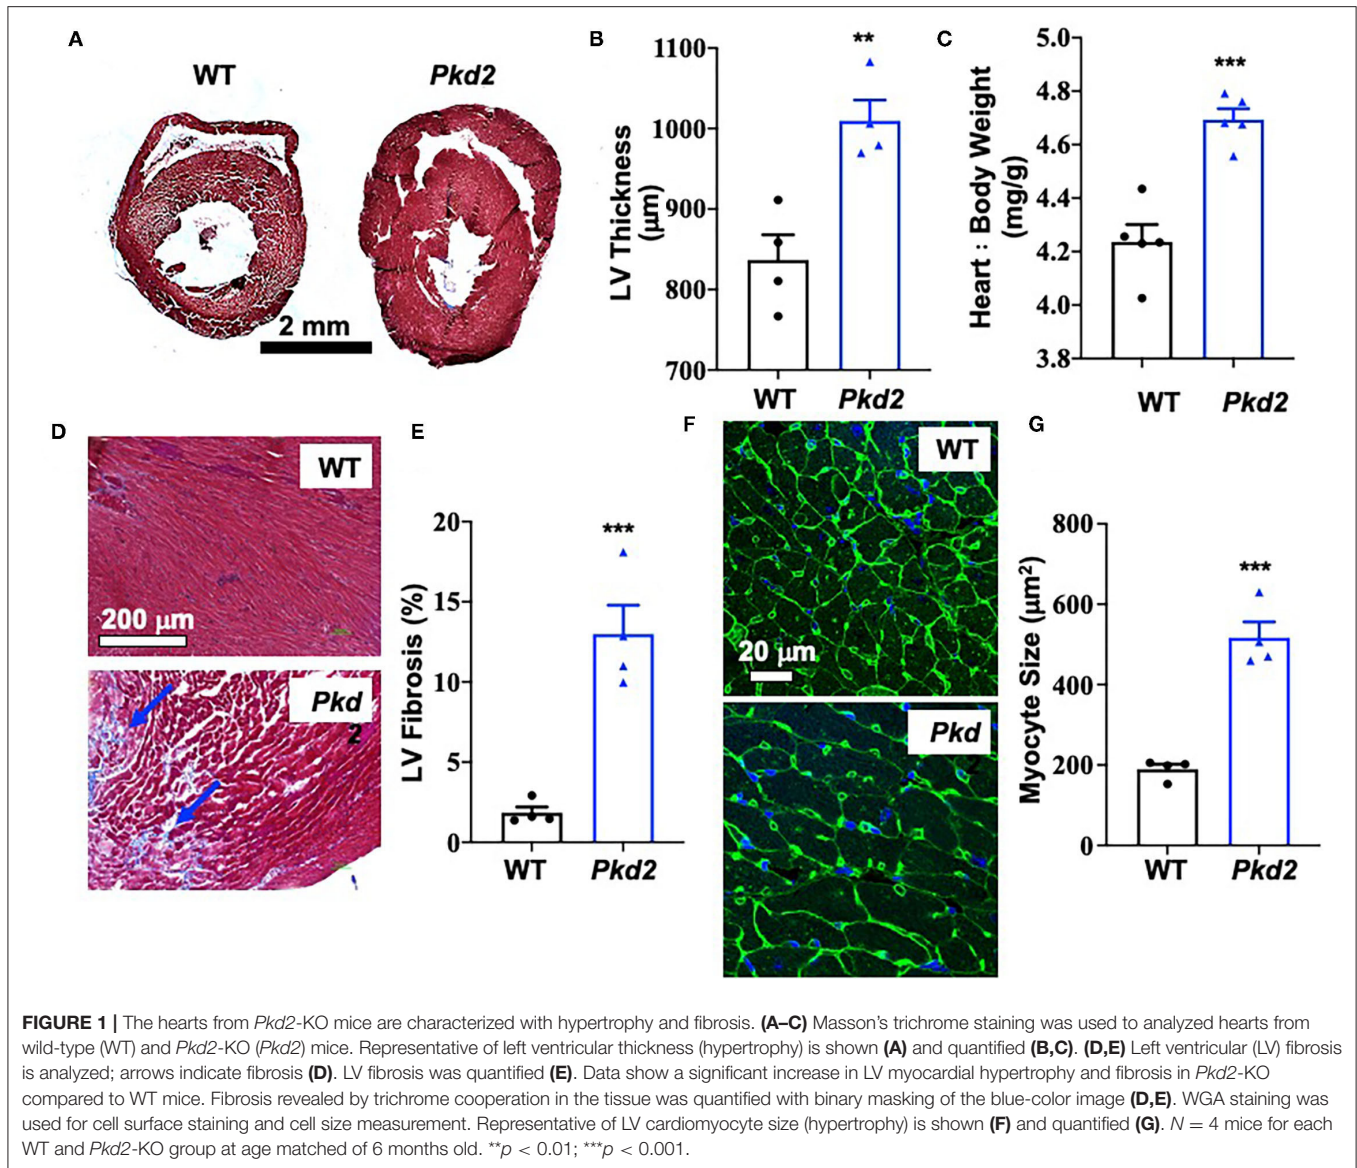 A
WT
Pkd2
2 mm
B
**
LV Thickness
(μm)
1100
1000
900
800
700
WT
Pkd2
C
***
Heart : Body Weight
(mg/g)
5.0
4.8
4.6
4.4
4.2
4.0
3.8
WT
Pkd2
D
WT
200 μm
Pkd
2
E
***
LV Fibrosis (%)
20
15
10
5
0
WT
Pkd2
F
WT
20 μm
Pkd
G
***
Myocyte Size (μm²)
800
600
400
200
0
WT
Pkd2
FIGURE 1 | The hearts from Pkd2-KO mice are characterized with hypertrophy and fibrosis. (A–C) Masson's trichrome staining was used to analyzed hearts from
wild-type (WT) and Pkd2-KO (Pkd2) mice. Representative of left ventricular thickness (hypertrophy) is shown (A) and quantified (B,C). (D,E) Left ventricular (LV) fibrosis
is analyzed; arrows indicate fibrosis (D). LV fibrosis was quantified (E). Data show a significant increase in LV myocardial hypertrophy and fibrosis in Pkd2-KO
compared to WT mice. Fibrosis revealed by trichrome cooperation in the tissue was quantified with binary masking of the blue-color image (D,E). WGA staining was
used for cell surface staining and cell size measurement. Representative of LV cardiomyocyte size (hypertrophy) is shown (F) and quantified (G). N = 4 mice for each
WT and Pkd2-KO group at age matched of 6 months old. **p < 0.01; ***p < 0.001.